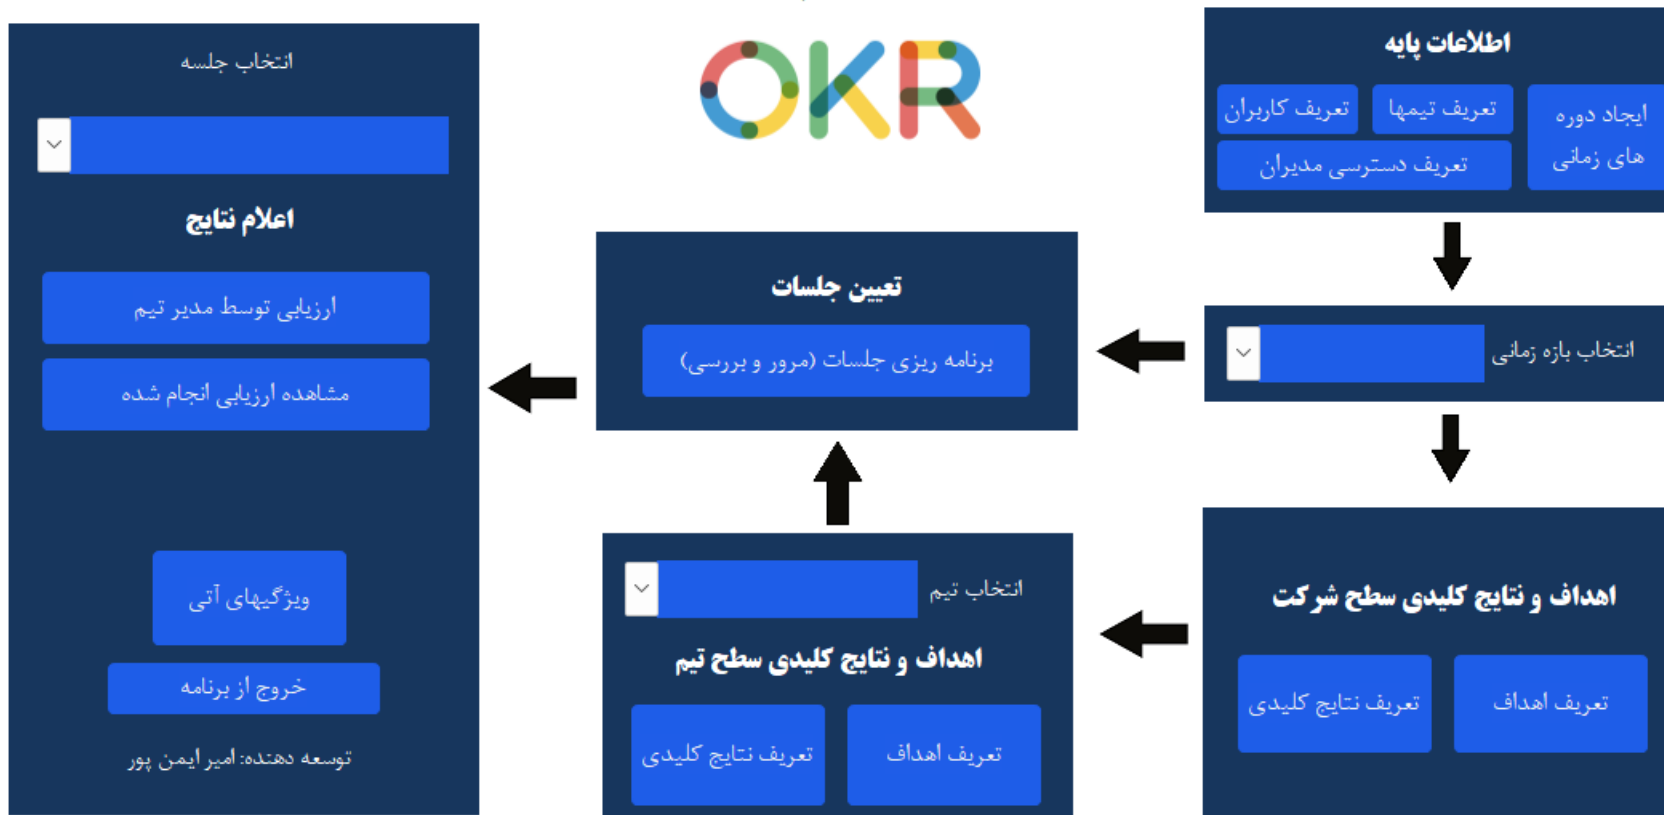 OKR
اطلاعات پایه
ایجاد دوره
های زمانی
تعریف تیمها
تعریف کاربران
تعریف دسترسی مدیران
انتخاب بازه زمانی
اهداف و نتایج کلیدی سطح شرکت
تعریف اهداف
تعریف نتایج کلیدی
انتخاب تیم
اهداف و نتایج کلیدی سطح تیم
تعریف اهداف
تعریف نتایج کلیدی
تعیین جلسات
برنامه ریزی جلسات (مرور و بررسی)
انتخاب جلسه
اعلام نتایج
ارزیابی توسط مدیر تیم
مشاهده ارزیابی انجام شده
ویژگیهای آتی
خروج از برنامه
توسعه دهنده: امیر ایمن پور